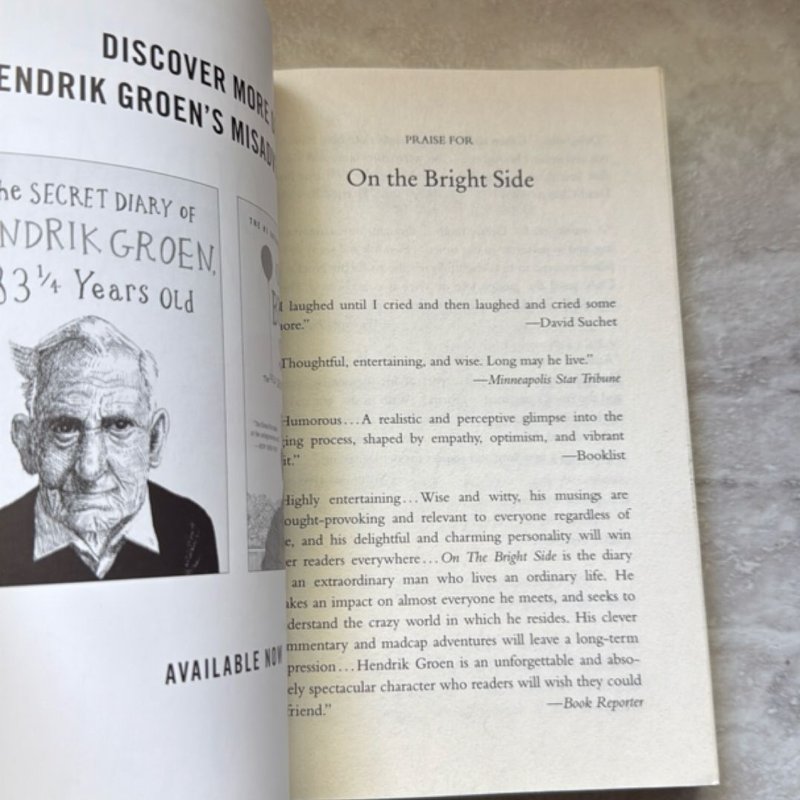 DISCOVER MORE
HENDRIK GROEN'S
The SECRET DIARY OF
HENDRIK GROEN,
83 ¼ Years OLD
AVAILABLE NOW
PRAISE FOR
On the Bright Side
I laughed until I cried and then laughed and cried some
ore."
—David Suchet
Thoughtful, entertaining, and wise. Long may he live."
—Minneapolis Star Tribune
Humorous...A realistic and perceptive glimpse into the
ing process, shaped by empathy, optimism, and vibrant
it."
—Booklist
Highly entertaining...Wise and witty, his musings are
ought-provoking and relevant to everyone regardless of
e, and his delightful and charming personality will win
er readers everywhere...On The Bright Side is the diary
an extraordinary man who lives an ordinary life. He
akes an impact on almost everyone he meets, and seeks to
derstand the crazy world in which he resides. His clever
mmentary and madcap adventures will leave a long-term
pression...Hendrik Groen is an unforgettable and abso-
ely spectacular character who readers will wish they could
friend."
—Book Reporter